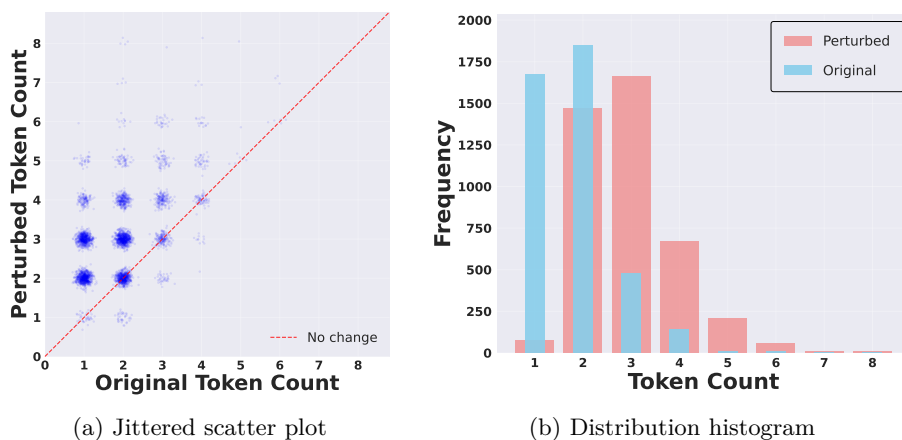 Perturbed Token Count
8
7
6
5
4
3
2
1
0
0 1 2 3 4 5 6 7 8
No change
Original Token Count
(a) Jittered scatter plot
Frequency
2000
1750
1500
1250
1000
750
500
250
0
1 2 3 4 5 6 7 8
Perturbed
Original
Token Count
(b) Distribution histogram